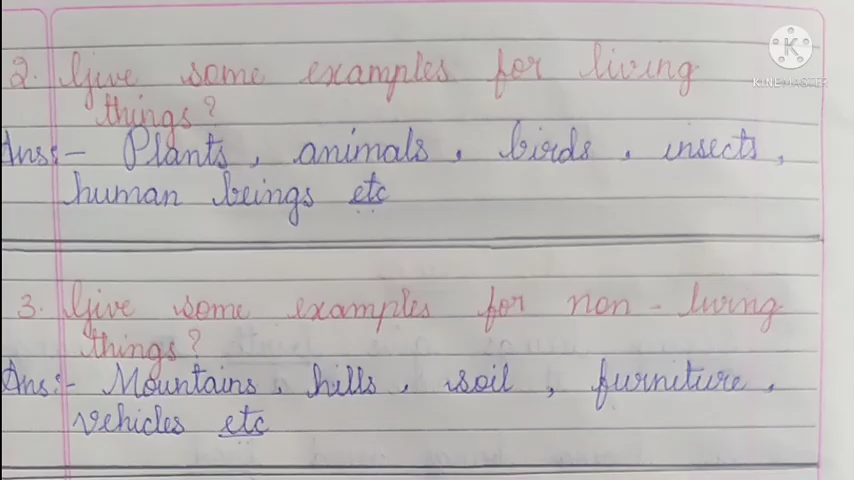 2. Give some examples for living
things?
Ans:- Plants, animals, birds, insects,
human beings etc
3. Give some examples for non-living
things?
Ans:- Mountains, hills, soil, furniture,
vehicles etc
K
KINEMASTER